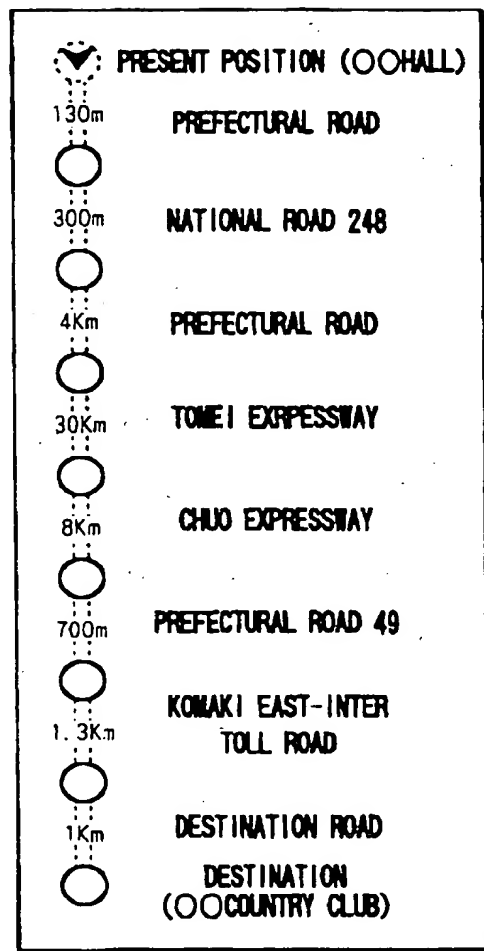 PRESENT POSITION (○○HALL)
130m PREFECTURAL ROAD
300m NATIONAL ROAD 248
4Km PREFECTURAL ROAD
30Km TOMEI EXRPESSWAY
8Km CHUO EXPRESSWAY
700m PREFECTURAL ROAD 49
KOMAKI EAST-INTER
1.3Km TOLL ROAD
1Km DESTINATION ROAD
DESTINATION
(○○COUNTRY CLUB)